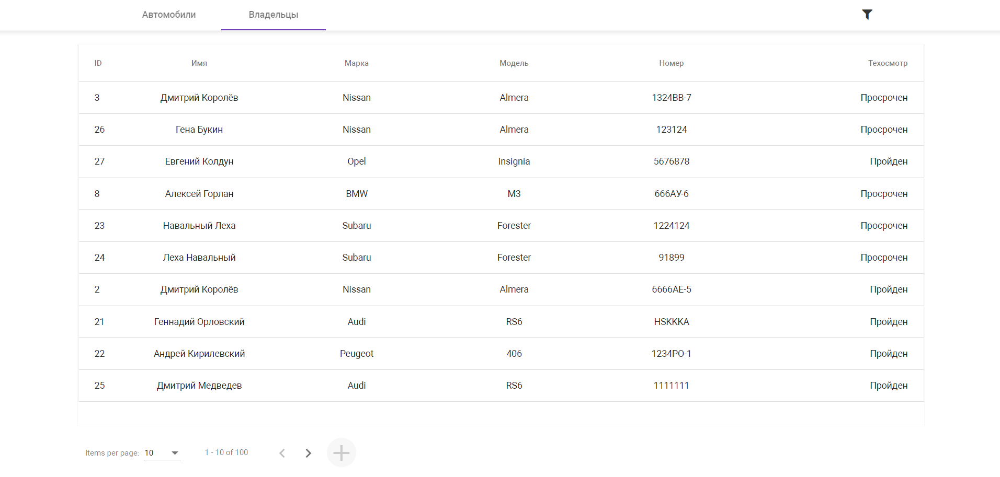 Автомобили Владельцы
ID Имя Марка Модель Номер Техосмотр
3 Дмитрий Королёв Nissan Almera 1324BB-7 Просрочен
26 Гена Букин Nissan Almera 123124 Просрочен
27 Евгений Колдун Opel Insignia 5676878 Пройден
8 Алексей Горлан BMW M3 666АУ-6 Просрочен
23 Навальный Леха Subaru Forester 1224124 Просрочен
24 Леха Навальный Subaru Forester 91899 Просрочен
2 Дмитрий Королёв Nissan Almera 6666AE-5 Пройден
21 Геннадий Орловский Audi RS6 HSKKKA Пройден
22 Андрей Кирилевский Peugeot 406 1234PO-1 Пройден
25 Дмитрий Медведев Audi RS6 1111111 Пройден
Items per page: 10 1 - 10 of 100